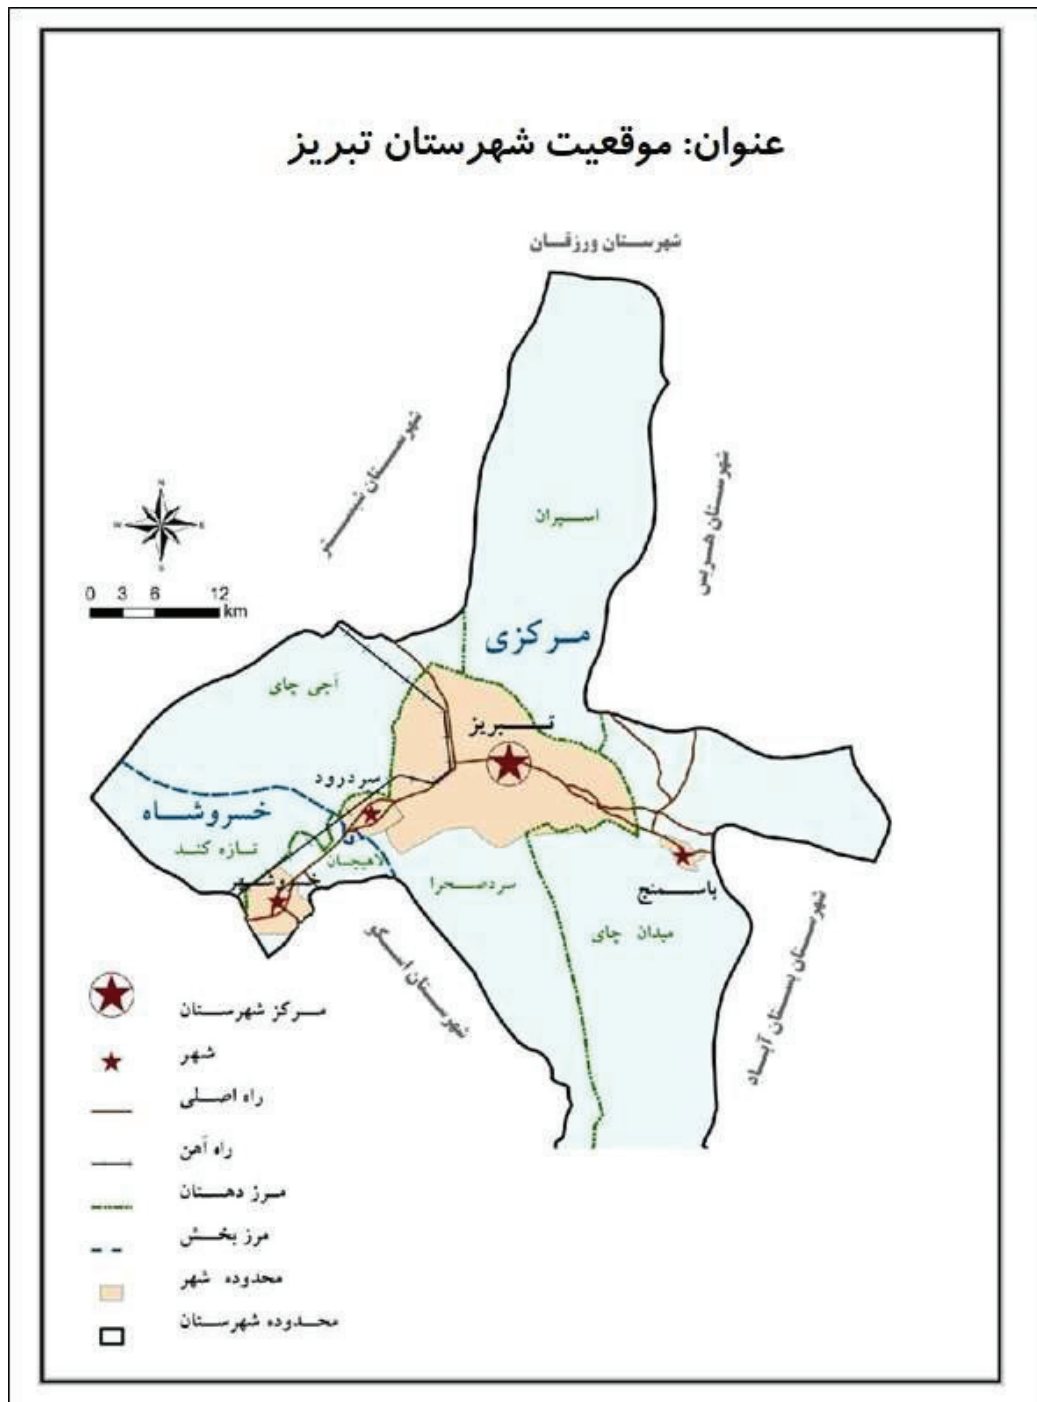 عنوان: موقعیت شهرستان تبریز
شهرستان ورزقان
شهرستان شبستر
شهرستان هریس
اسپران
N
W
E
S
0 3 6 12
km
مرکزی
آجی چای
تبریز
سردرود
خسروشاه
تازه کند
لاهیجان
خسروشهر
سردصحرا
باسمنج
میدان چای
شهرستان اسکو
شهرستان بستان آباد
مرکز شهرستان
شهر
راه اصلی
راه آهن
مرز دهستان
مرز بخش
محدوده شهر
محدوده شهرستان